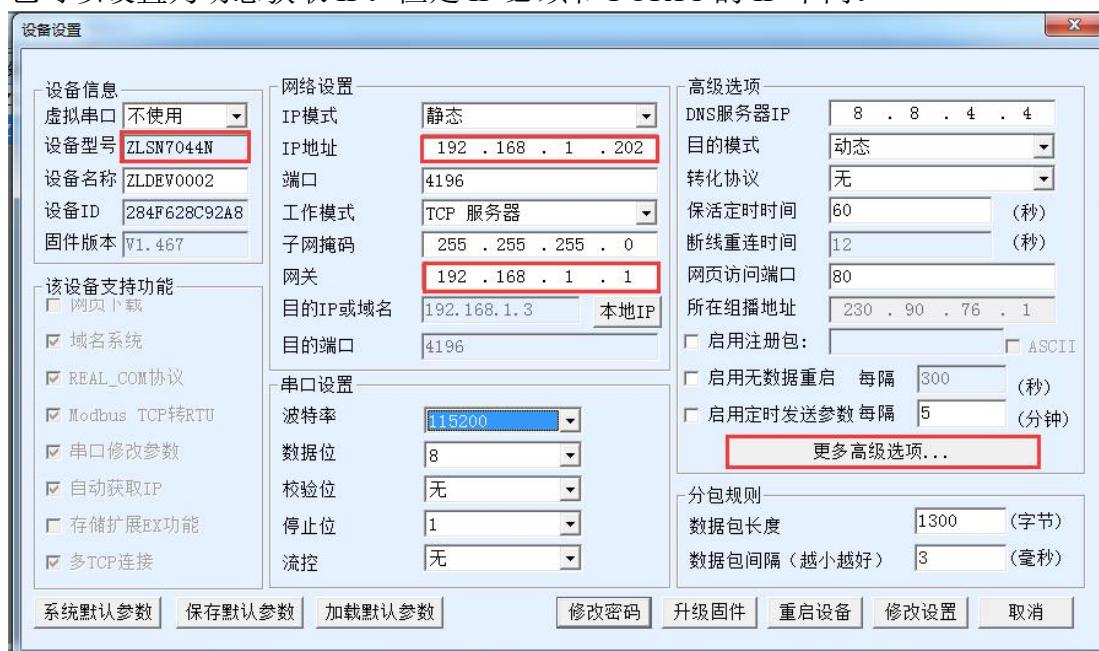 设备设置
设备信息
虚拟串口 不使用
设备型号 ZLSN7044N
设备名称 ZLDEV0002
设备ID 284F628C92A8
固件版本 V1.467
该设备支持功能
网页下载
域名系统
REAL_COM协议
Modbus TCP转RTU
串口修改参数
自动获取IP
存储扩展EX功能
多TCP连接
网络设置
IP模式 静态
IP地址 192 . 168 . 1 . 202
端口 4196
工作模式 TCP 服务器
子网掩码 255 . 255 . 255 . 0
网关 192 . 168 . 1 . 1
目的IP或域名 192.168.1.3 本地IP
目的端口 4196
串口设置
波特率 115200
数据位 8
校验位 无
停止位 1
流控 无
高级选项
DNS服务器IP 8 . 8 . 4 . 4
目的模式 动态
转化协议 无
保活定时时间 60 (秒)
断线重连时间 12 (秒)
网页访问端口 80
所在组播地址 230 . 90 . 76 . 1
启用注册包: ASCII
启用无数据重启 每隔 300 (秒)
启用定时发送参数 每隔 5 (分钟)
更多高级选项...
分包规则
数据包长度 1300 (字节)
数据包间隔（越小越好） 3 (毫秒)
系统默认参数 保存默认参数 加载默认参数 修改密码 升级固件 重启设备 修改设置 取消